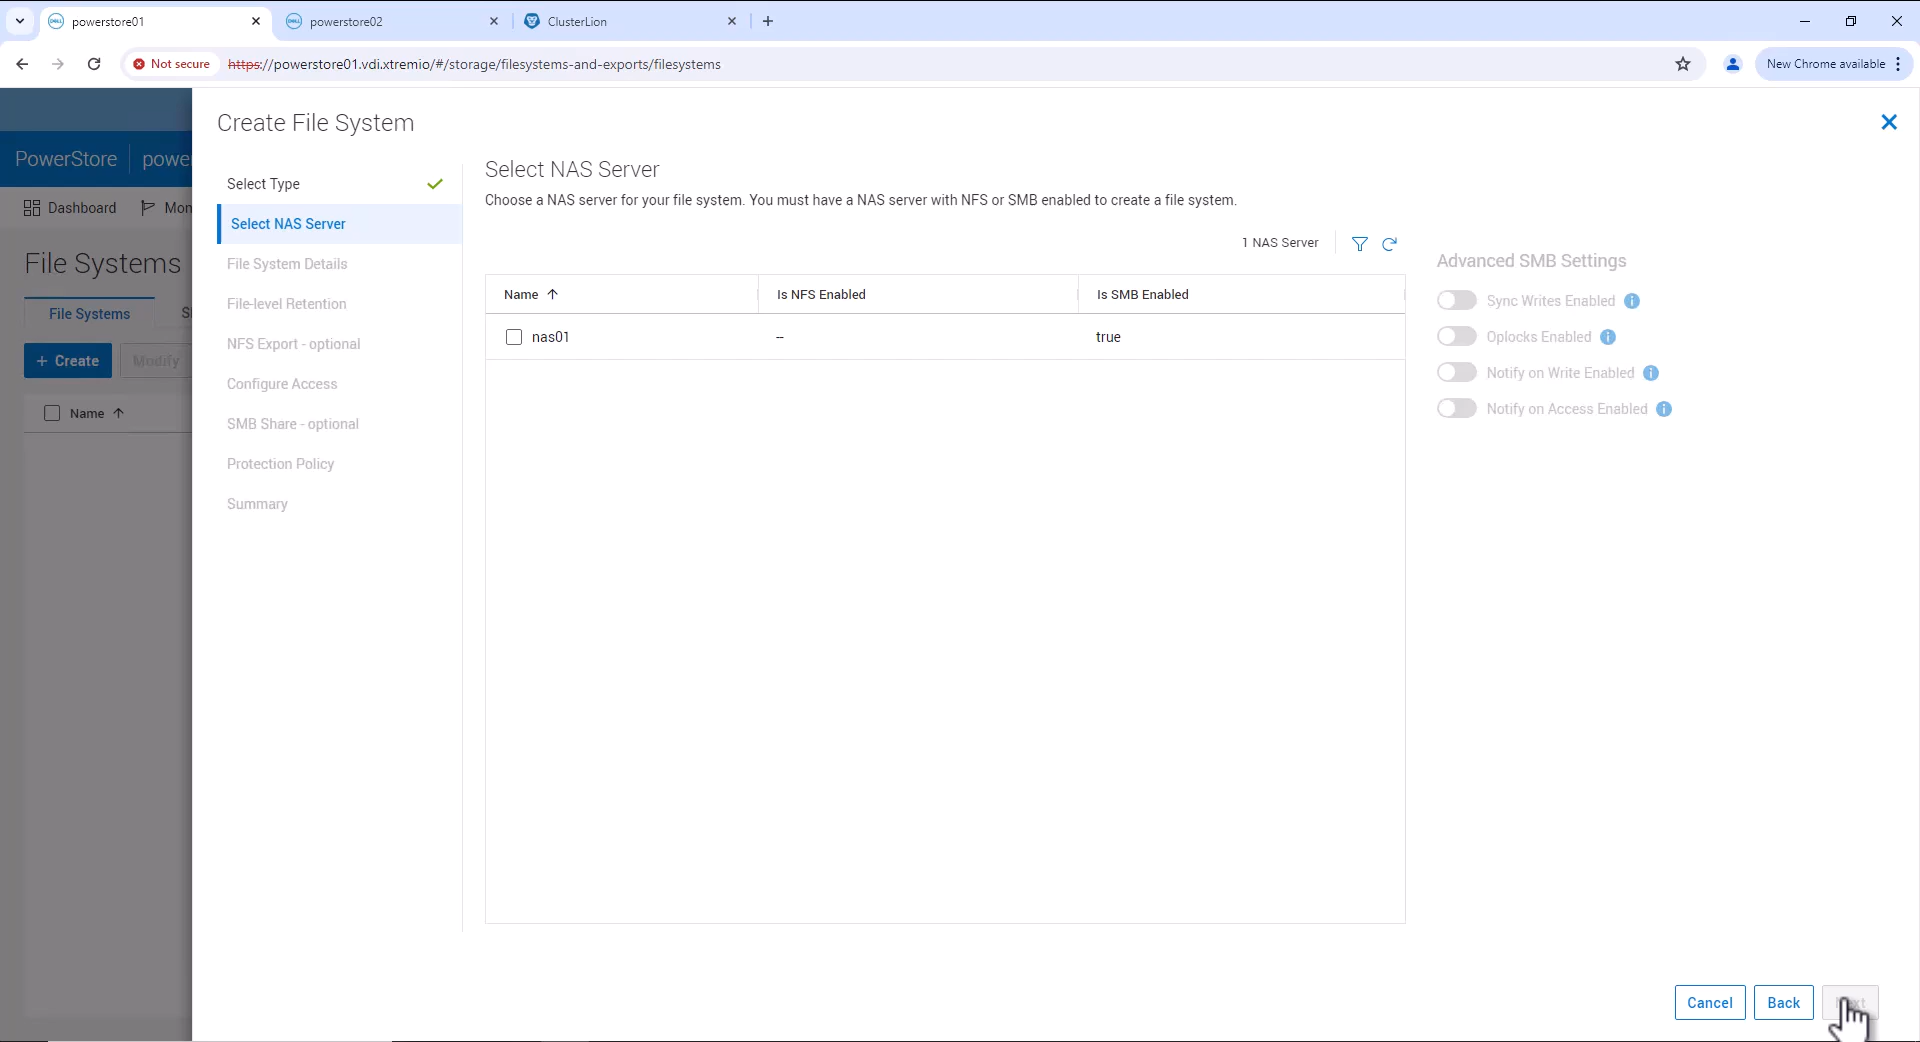 powerstore01
powerstore02
ClusterLion
Not secure
https://powerstore01.vdi.xtremio/#/storage/filesystems-and-exports/filesystems
New Chrome available
Create File System
PowerStore
power
Select Type
Select NAS Server
File System Details
File-level Retention
NFS Export - optional
Configure Access
SMB Share - optional
Protection Policy
Summary
Dashboard
Mon
File Systems
File Systems
S
+ Create
Modify
Name
Select NAS Server
Choose a NAS server for your file system. You must have a NAS server with NFS or SMB enabled to create a file system.
1 NAS Server
Name
Is NFS Enabled
Is SMB Enabled
nas01
--
true
Advanced SMB Settings
Sync Writes Enabled
Oplocks Enabled
Notify on Write Enabled
Notify on Access Enabled
Cancel
Back